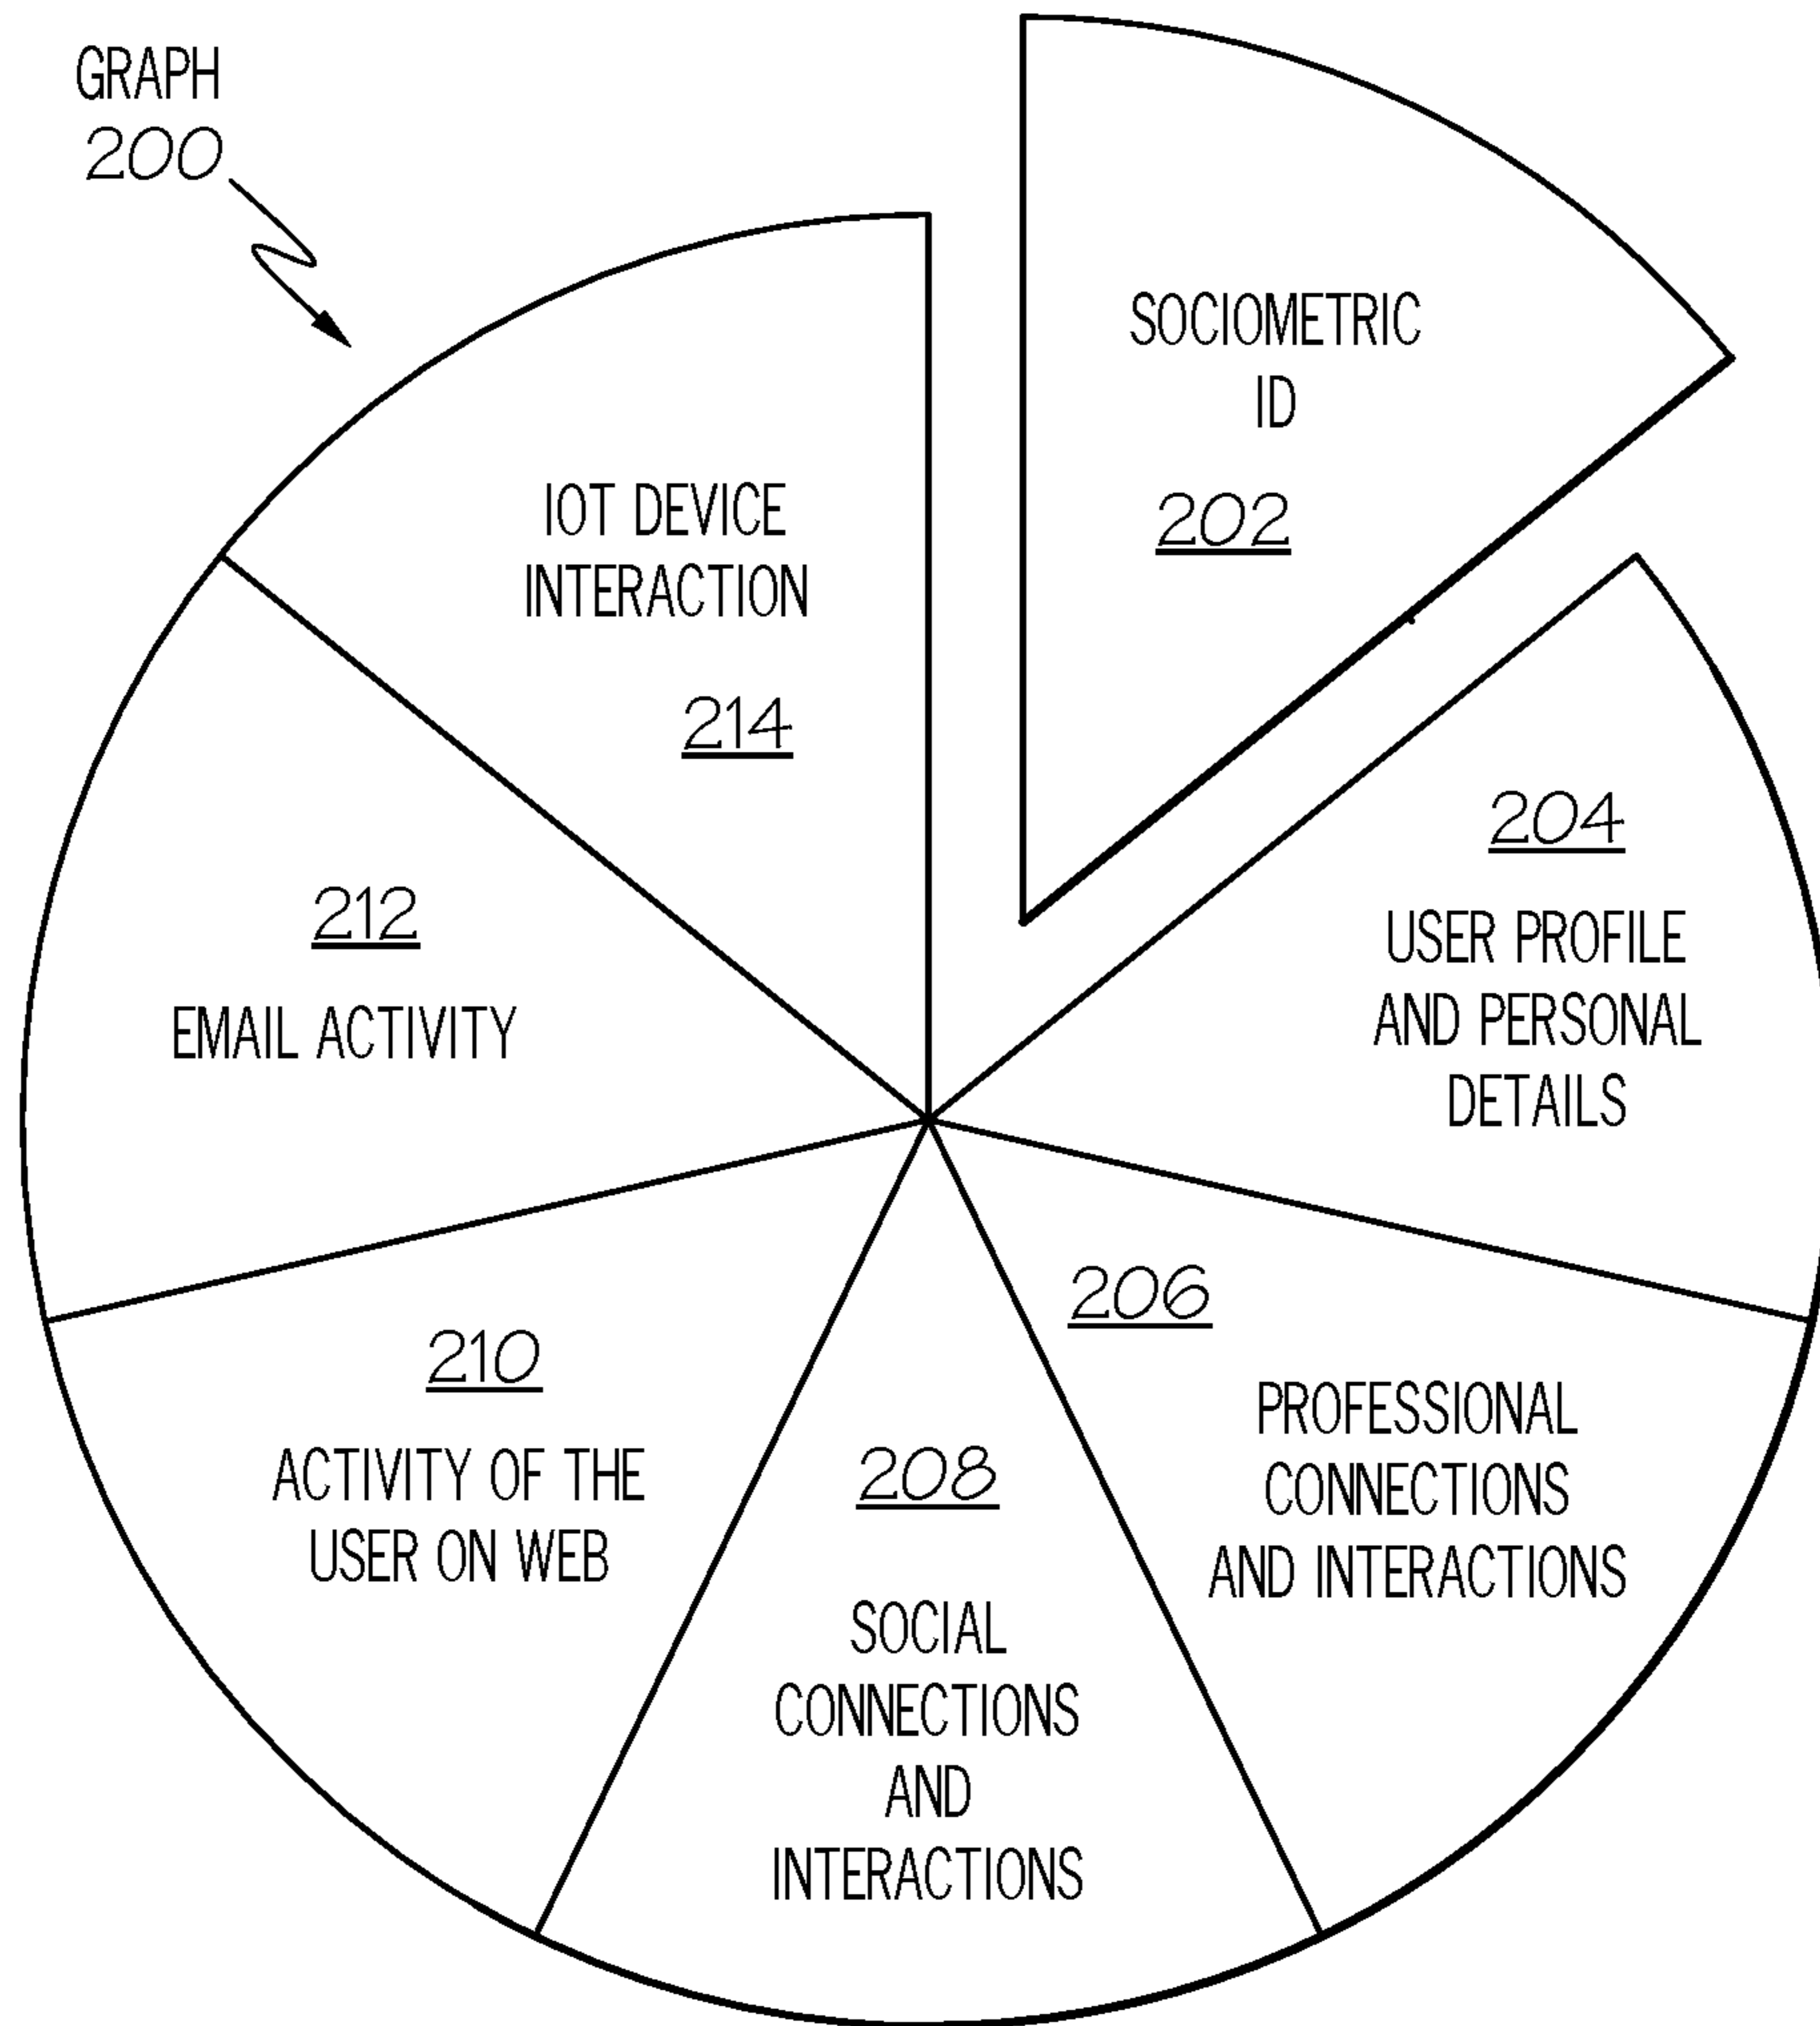 GRAPH
200
SOCIOMETRIC
ID
202
IOT DEVICE
INTERACTION
214
204
USER PROFILE
AND PERSONAL
DETAILS
212
EMAIL ACTIVITY
206
PROFESSIONAL
CONNECTIONS
AND INTERACTIONS
210
ACTIVITY OF THE
USER ON WEB
208
SOCIAL
CONNECTIONS
AND
INTERACTIONS